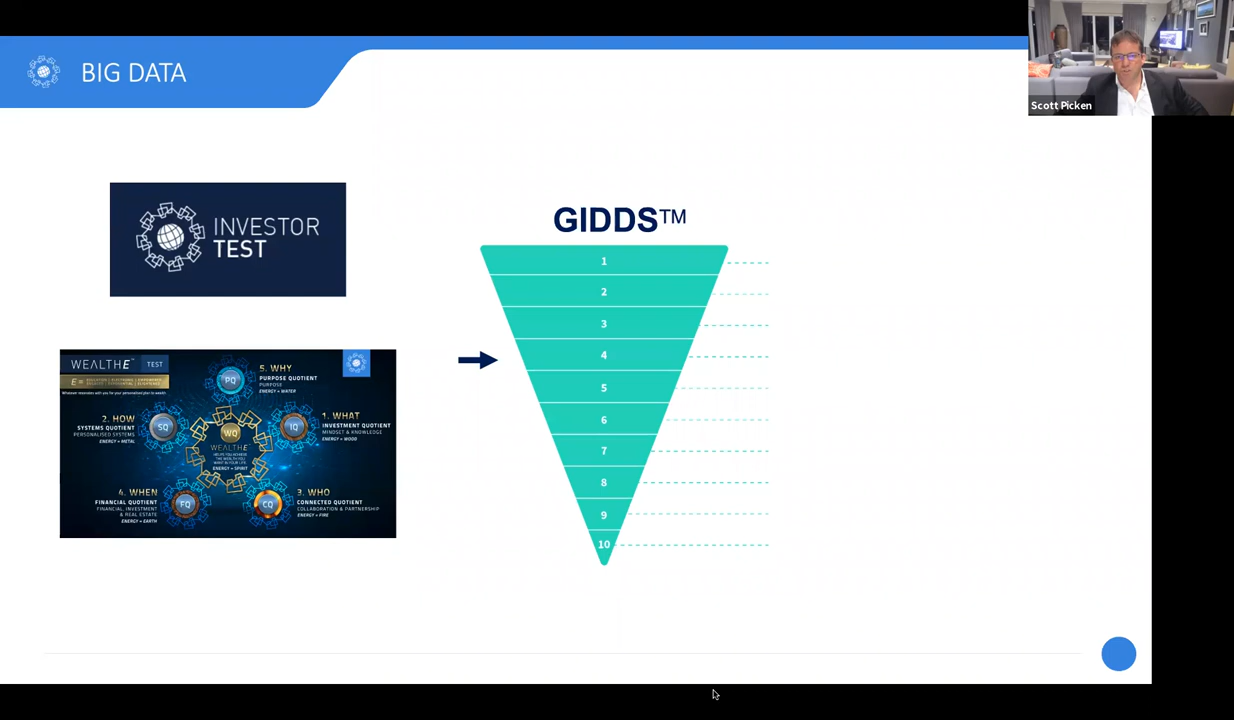 BIG DATA
Scott Picken
INVESTOR
TEST
GIDDS™
1
2
3
4
5
6
7
8
9
10
WEALTHE™ TEST
5. WHY
PURPOSE QUOTIENT
PURPOSE
ENERGY = WATER
PQ
2. HOW
SYSTEMS QUOTIENT
PERSONALISED SYSTEMS
ENERGY = METAL
SQ
WQ
WEALTHE
ENERGY = SPIRIT
IQ
1. WHAT
INVESTMENT QUOTIENT
MINDSET & KNOWLEDGE
ENERGY = WOOD
4. WHEN
FINANCIAL QUOTIENT
FINANCIAL, INVESTMENT
& REAL ESTATE
ENERGY = EARTH
FQ
CQ
3. WHO
CONNECTED QUOTIENT
COLLABORATION & PARTNERSHIP
ENERGY = FIRE